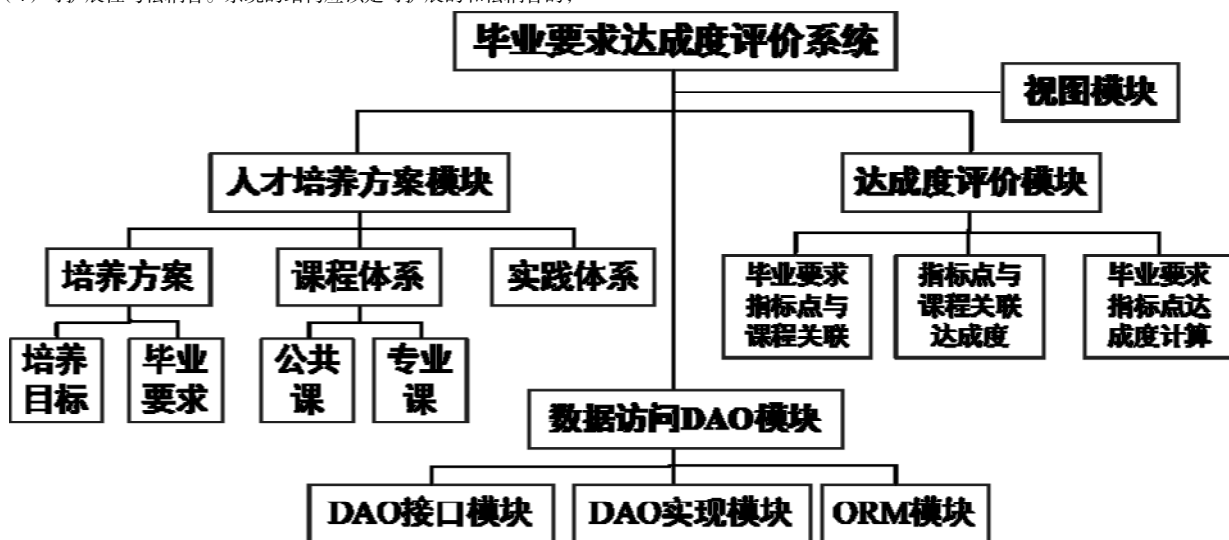 毕业要求达成度评价系统
视图模块
人才培养方案模块
达成度评价模块
培养方案
课程体系
实践体系
毕业要求
指标点与
课程关联
指标点与
课程关联
达成度
毕业要求
指标点达
成度计算
培养
目标
毕业
要求
公共
课
专业
课
数据访问DAO模块
DAO接口模块
DAO实现模块
ORM模块